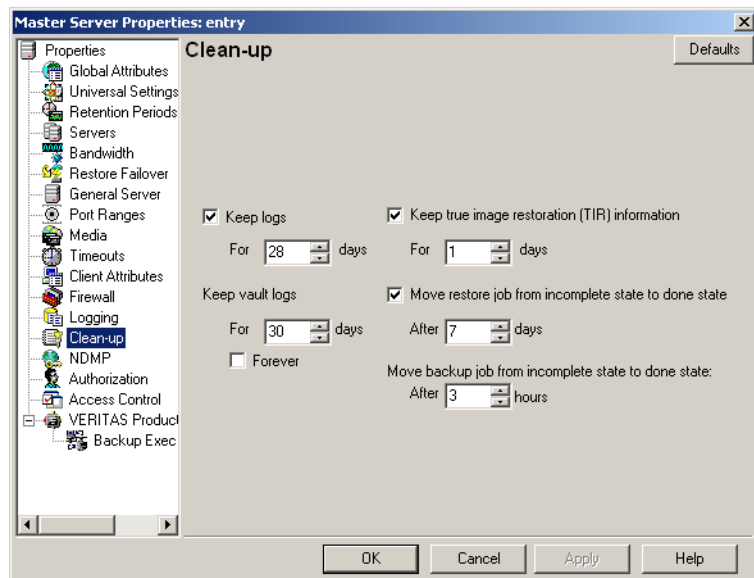 Master Server Properties: entry
Properties
Global Attributes
Universal Settings
Retention Periods
Servers
Bandwidth
Restore Failover
General Server
Port Ranges
Media
Timeouts
Client Attributes
Firewall
Logging
Clean-up
NDMP
Authorization
Access Control
VERITAS Product
Backup Exec
Clean-up
Defaults
Keep logs
For 28 days
Keep vault logs
For 30 days
Forever
Keep true image restoration (TIR) information
For 1 days
Move restore job from incomplete state to done state
After 7 days
Move backup job from incomplete state to done state:
After 3 hours
OK
Cancel
Apply
Help